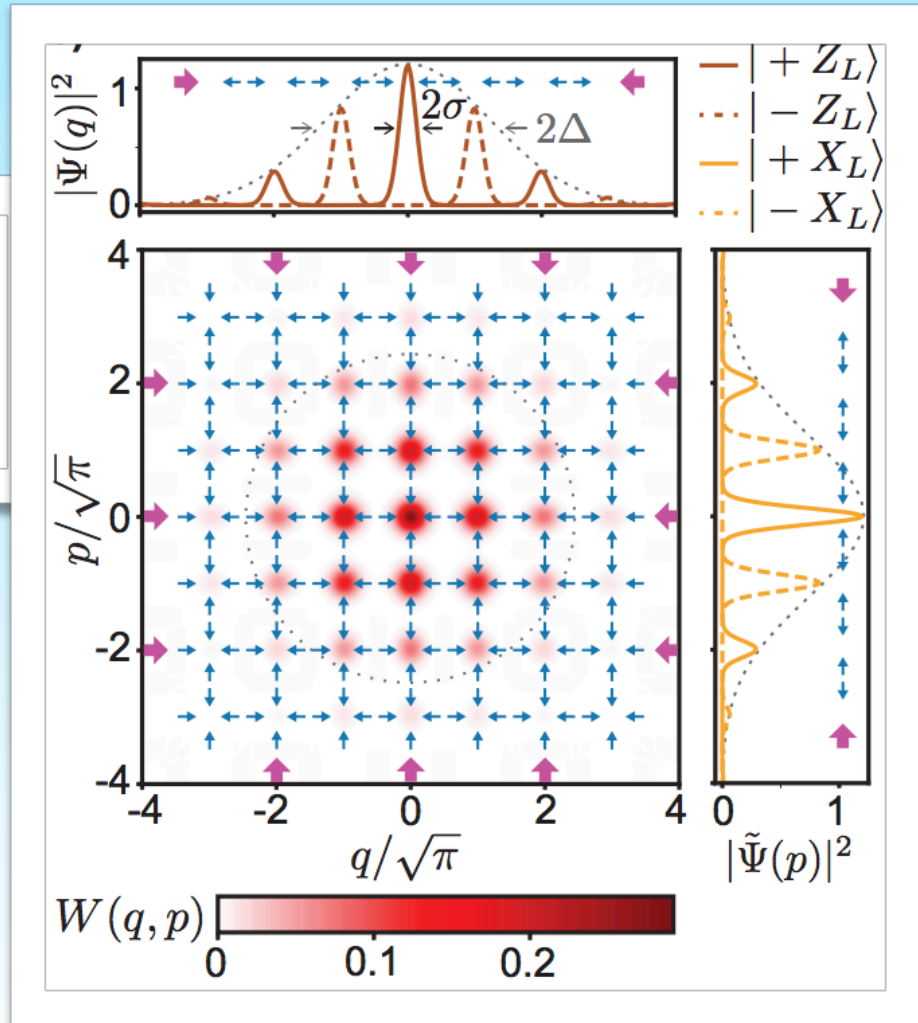 |Ψ(q)|²
1
0
2σ
2Δ
|+ Z_L⟩
|− Z_L⟩
|+ X_L⟩
|− X_L⟩
p/√π
4
2
0
-2
-4
-4 -2 0 2 4
q/√π
0 1
|Ψ̃(p)|²
W(q, p)
0 0.1 0.2